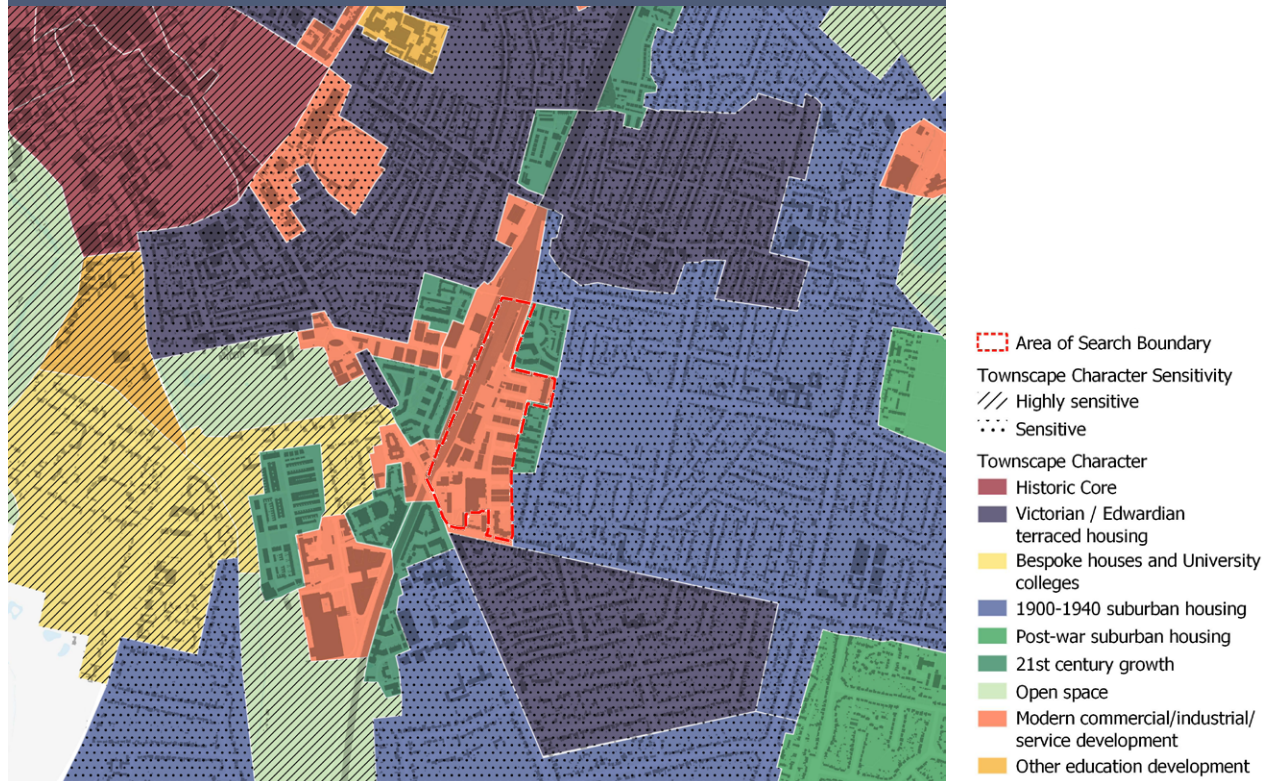 Area of Search Boundary
Townscape Character Sensitivity
Highly sensitive
Sensitive
Townscape Character
Historic Core
Victorian / Edwardian
terraced housing
Bespoke houses and University
colleges
1900-1940 suburban housing
Post-war suburban housing
21st century growth
Open space
Modern commercial/industrial/
service development
Other education development